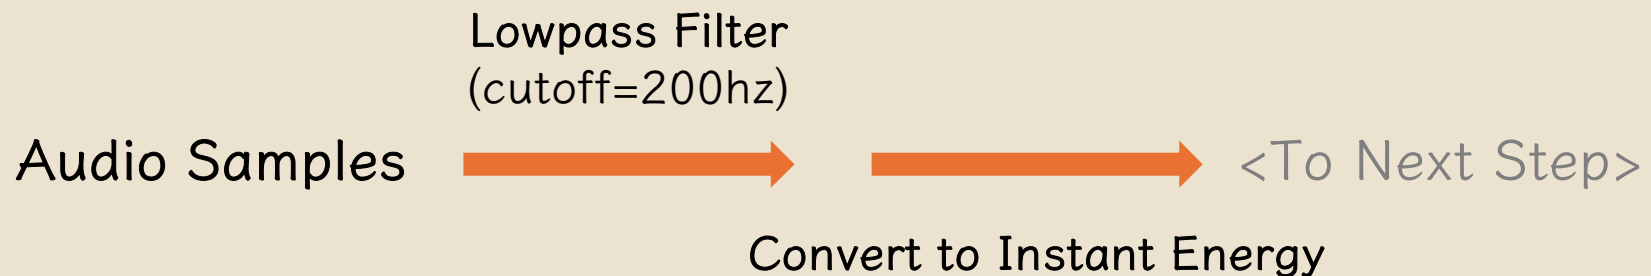 Lowpass Filter
(cutoff=200hz)
Audio Samples
<To Next Step>
Convert to Instant Energy